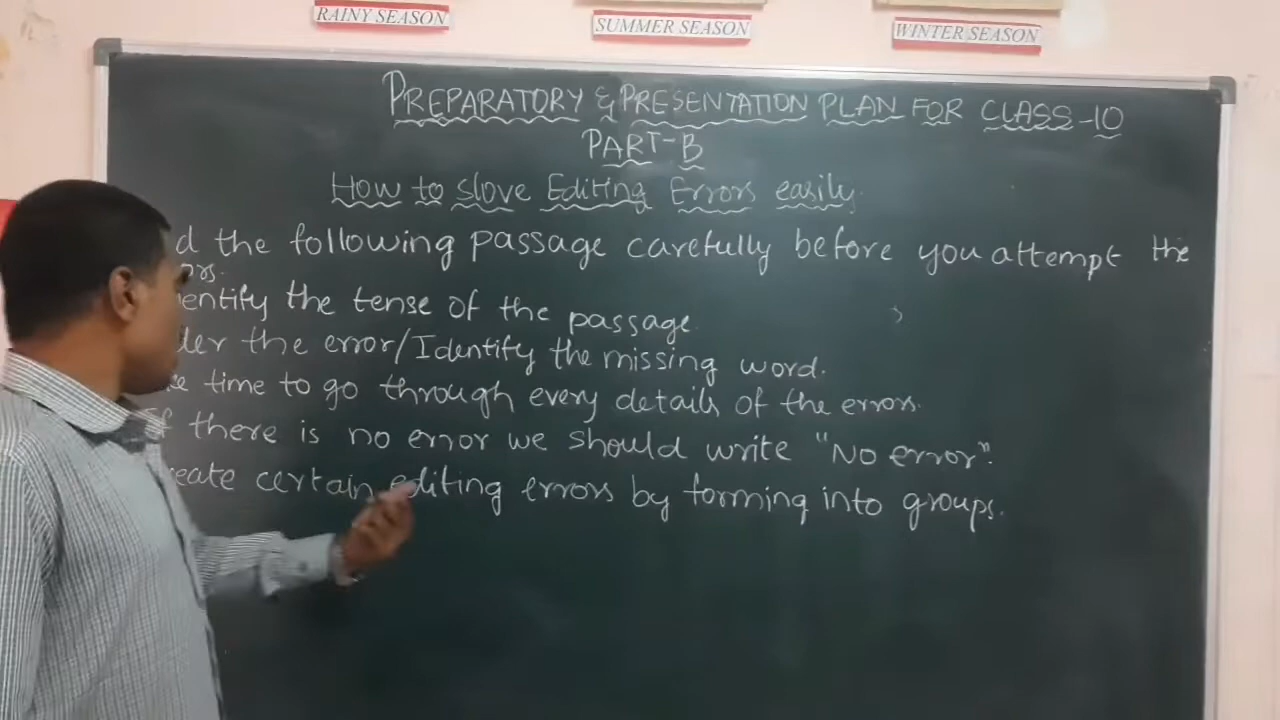 RAINY SEASON
SUMMER SEASON
WINTER SEASON
PREPARATORY & PRESENTATION PLAN FOR CLASS-10
PART-B
How to Slove Editing Errors easily
d the following passage carefully before you attempt the
ors.
entify the tense of the passage.
der the error/Identify the missing word.
e time to go through every details of the errors.
If there is no error we should write "No error".
eate certain editing errors by forming into groups.